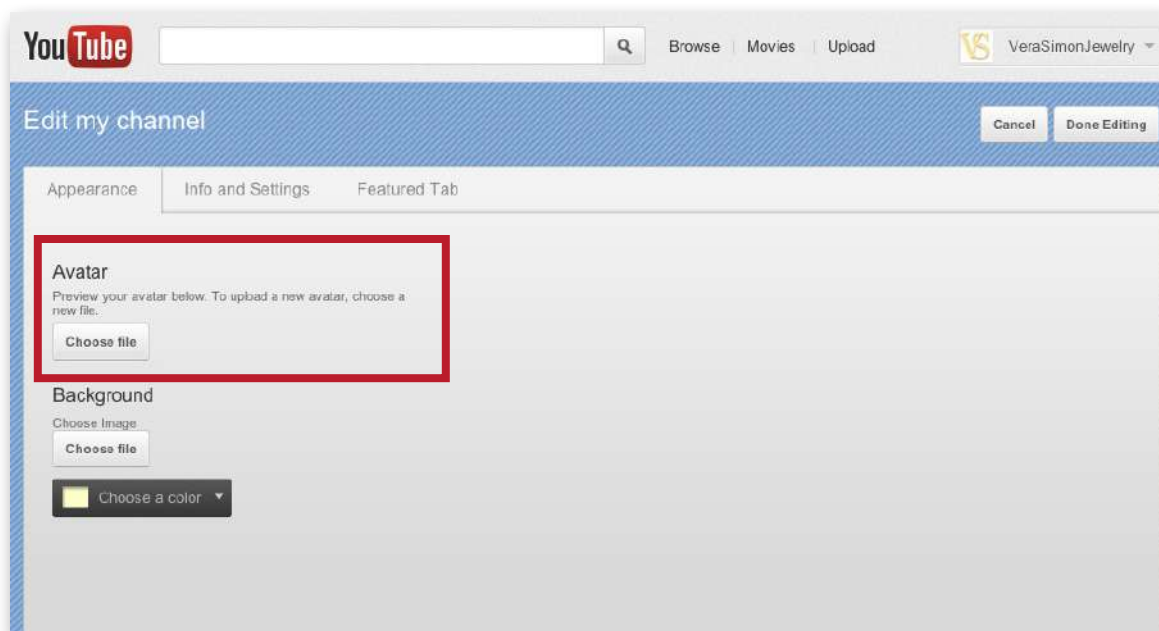 YouTube
Browse Movies Upload
VS VeraSimonJewelry
Edit my channel
Cancel Done Editing
Appearance Info and Settings Featured Tab
Avatar
Preview your avatar below. To upload a new avatar, choose a
new file.
Choose file
Background
Choose Image
Choose file
Choose a color